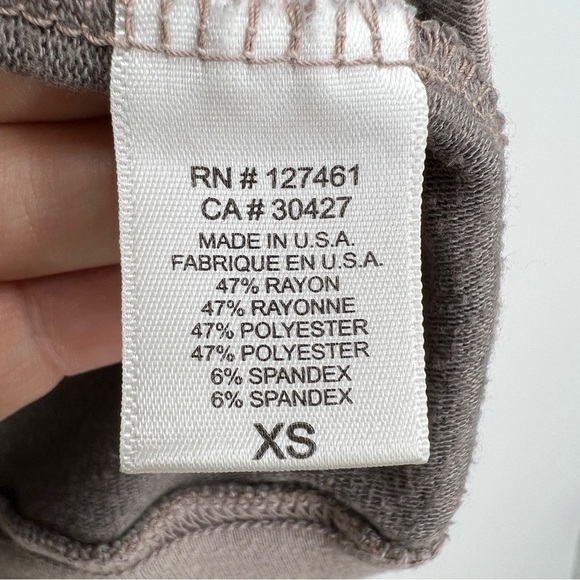 RN # 127461
CA # 30427
MADE IN U.S.A.
FABRIQUE EN U.S.A.
47% RAYON
47% RAYONNE
47% POLYESTER
47% POLYESTER
6% SPANDEX
6% SPANDEX
XS